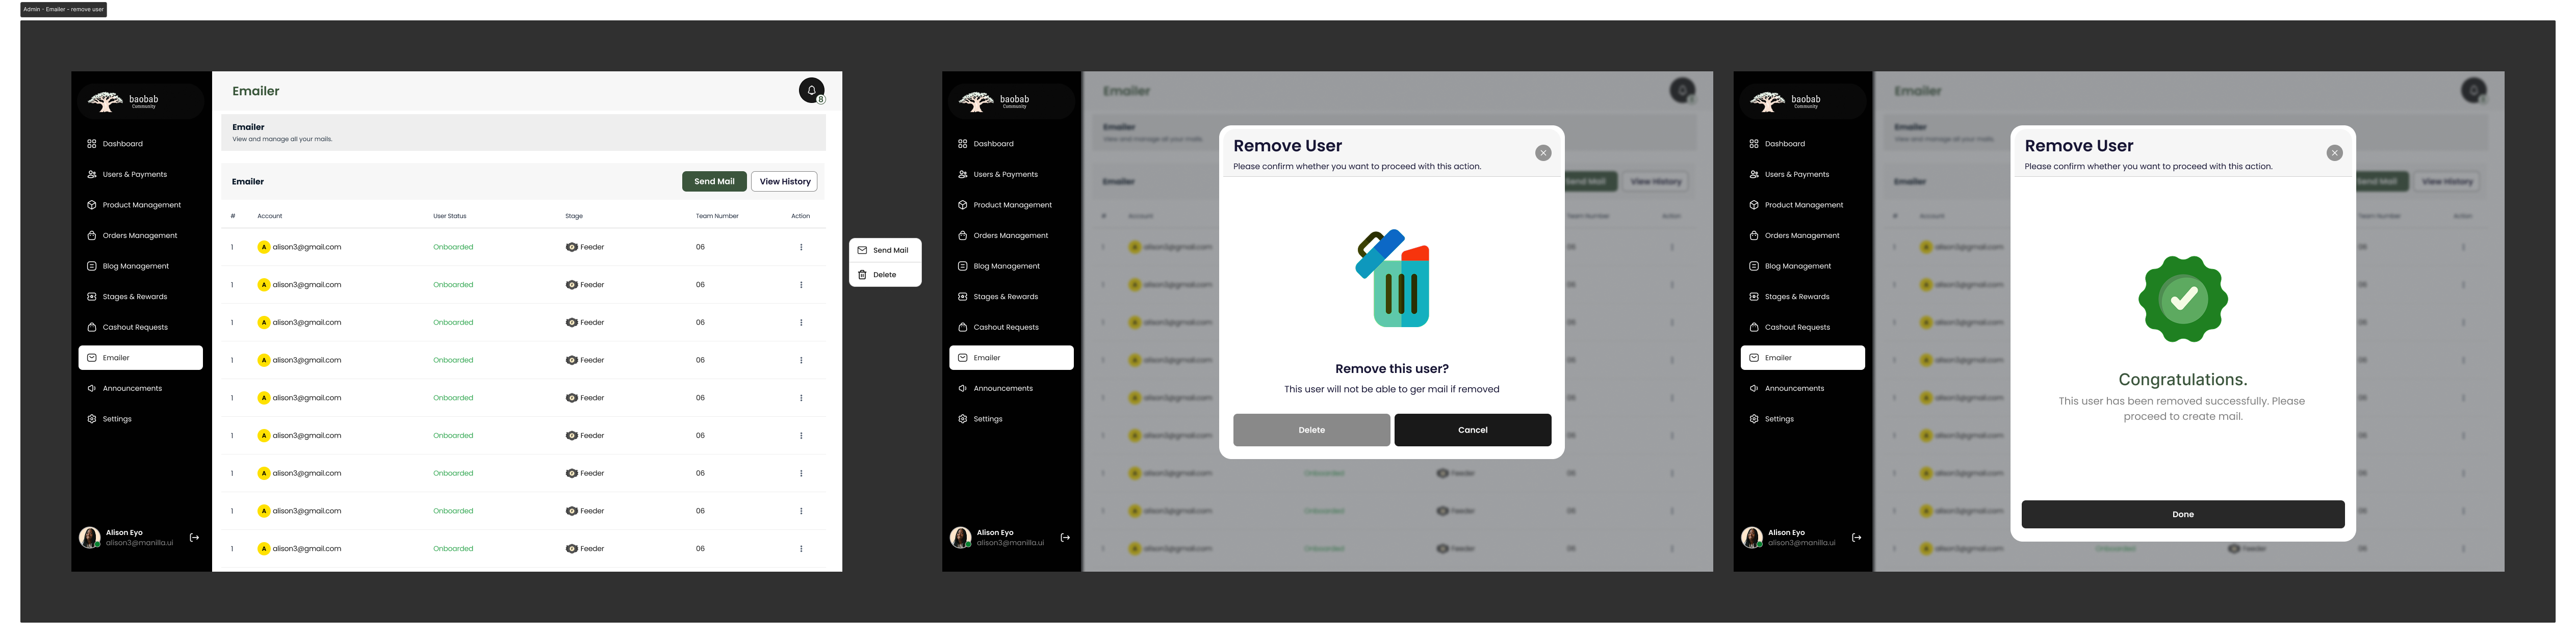 Admin - Emailer - remove user
baobab
Community
Dashboard
Users & Payments
Product Management
Orders Management
Blog Management
Stages & Rewards
Cashout Requests
Emailer
Announcements
Settings
Alison Eyo
alison3@manilla.ui
Emailer
8
Emailer
View and manage all your mails.
Emailer
Send Mail
View History
# Account User Status Stage Team Number Action
1 A alison3@gmail.com Onboarded Feeder 06
1 A alison3@gmail.com Onboarded Feeder 06
1 A alison3@gmail.com Onboarded Feeder 06
1 A alison3@gmail.com Onboarded Feeder 06
1 A alison3@gmail.com Onboarded Feeder 06
1 A alison3@gmail.com Onboarded Feeder 06
1 A alison3@gmail.com Onboarded Feeder 06
1 A alison3@gmail.com Onboarded Feeder 06
1 A alison3@gmail.com Onboarded Feeder 06
Send Mail
Delete
baobab
Community
Dashboard
Users & Payments
Product Management
Orders Management
Blog Management
Stages & Rewards
Cashout Requests
Emailer
Announcements
Settings
Alison Eyo
alison3@manilla.ui
Emailer
Remove User
Please confirm whether you want to proceed with this action.
Remove this user?
This user will not be able to ger mail if removed
Delete
Cancel
baobab
Community
Dashboard
Users & Payments
Product Management
Orders Management
Blog Management
Stages & Rewards
Cashout Requests
Emailer
Announcements
Settings
Alison Eyo
alison3@manilla.ui
Emailer
Remove User
Please confirm whether you want to proceed with this action.
Congratulations.
This user has been removed successfully. Please
proceed to create mail.
Done